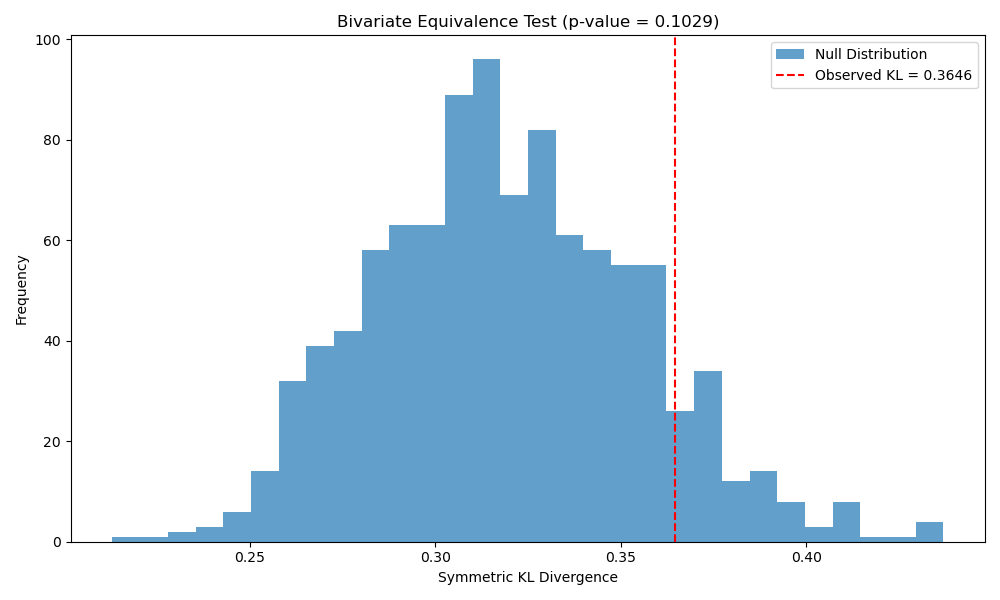 Bivariate Equivalence Test (p-value = 0.1029)
Null Distribution
Observed KL = 0.3646
Frequency
100
80
60
40
20
0
0.25
0.30
0.35
0.40
Symmetric KL Divergence